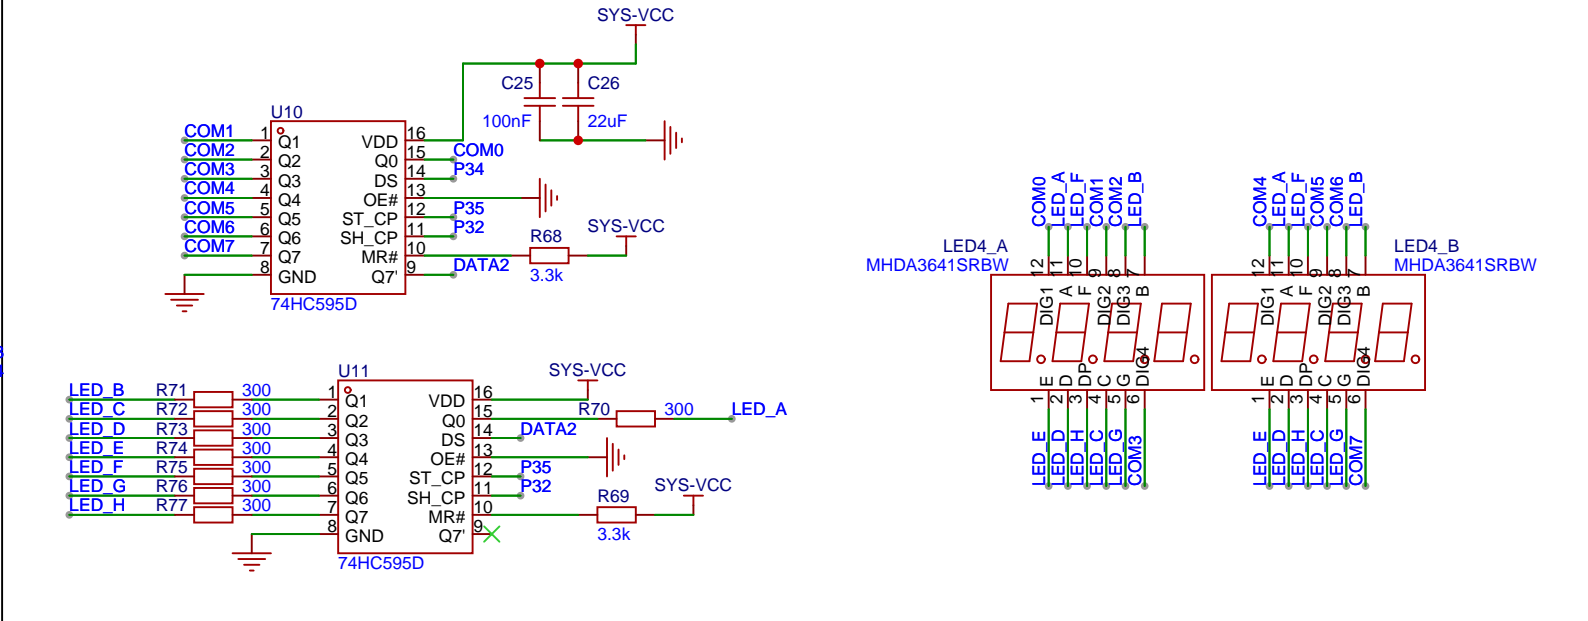 SYS-VCC
C25
C26
100nF
22uF
U10
COM1 1 Q1 VDD 16
COM2 2 Q2 Q0 15 COM0
COM3 3 Q3 DS 14 P34
COM4 4 Q4 OE# 13
COM5 5 Q5 ST_CP 12 P35
COM6 6 Q6 SH_CP 11 P32
COM7 7 Q7 MR# 10 R68 SYS-VCC
8 GND Q7' 9 DATA2 3.3k
74HC595D
U11
SYS-VCC
LED_B R71 300 1 Q1 VDD 16
LED_C R72 300 2 Q2 Q0 15 R70 300 LED_A
LED_D R73 300 3 Q3 DS 14 DATA2
LED_E R74 300 4 Q4 OE# 13
LED_F R75 300 5 Q5 ST_CP 12 P35
LED_G R76 300 6 Q6 SH_CP 11 P32
LED_H R77 300 7 Q7 MR# 10 R69 SYS-VCC
8 GND Q7' 9 3.3k
74HC595D
COM0 LED_A LED_F COM1 COM2 LED_B
LED4_A
MHDA3641SRBW
12 11 10 9 8 7
DIG1 A F DIG2 DIG3 B
E D DP C G DIG4
1 2 3 4 5 6
LED_E LED_D LED_H LED_C LED_G COM3
COM4 LED_A LED_F COM5 COM6 LED_B
LED4_B
MHDA3641SRBW
12 11 10 9 8 7
DIG1 A F DIG2 DIG3 B
E D DP C G DIG4
1 2 3 4 5 6
LED_E LED_D LED_H LED_C LED_G COM7